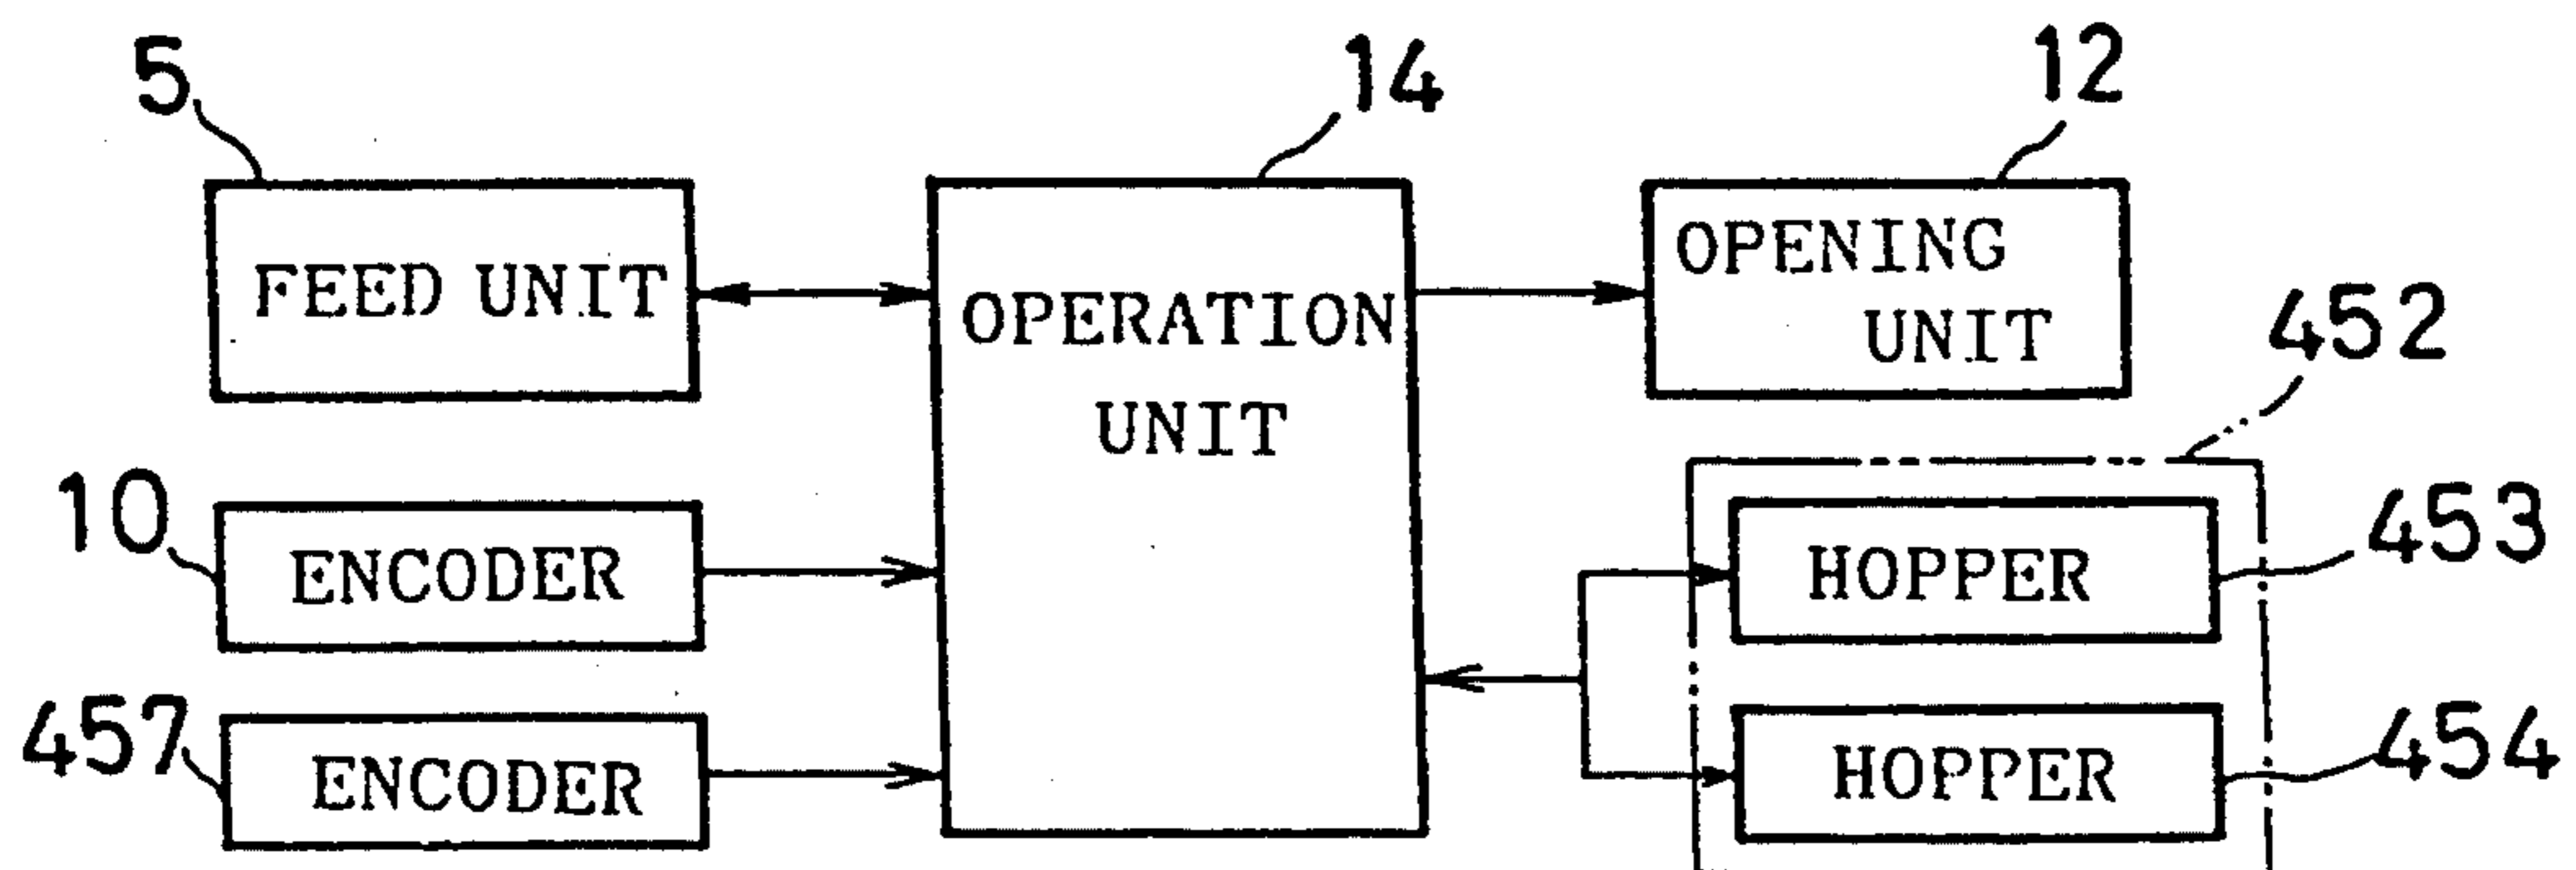 5
14
12
FEED UNIT
OPERATION
UNIT
OPENING
UNIT
452
10
ENCODER
HOPPER
453
457
ENCODER
HOPPER
454